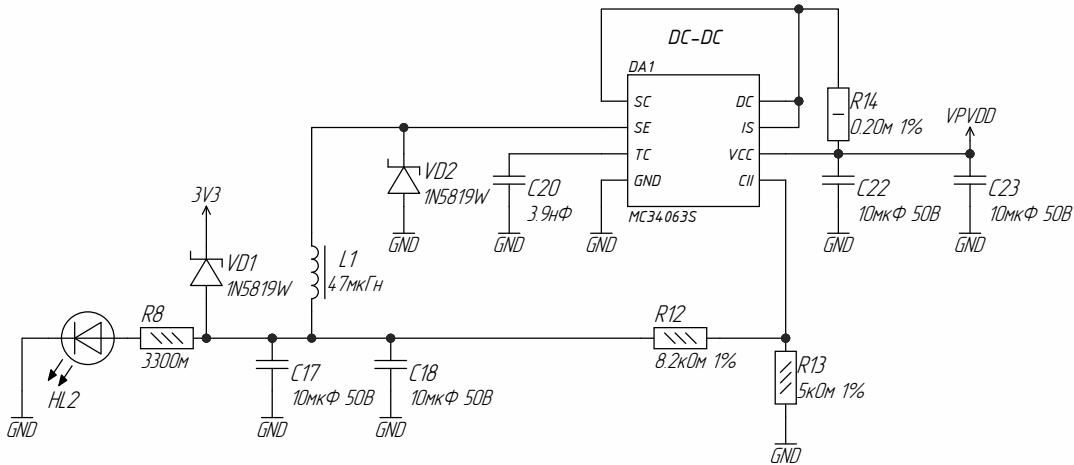 DC-DC
DA1
SC
SE
TC
GND
DC
IS
VCC
CII
MC34063S
R14
0.2Ом 1%
VPVDD
C22
10мкФ 50В
GND
C23
10мкФ 50В
GND
VD2
1N5819W
GND
C20
3.9нФ
GND
GND
3V3
VD1
1N5819W
L1
47мкГн
R8
330Ом
HL2
GND
C17
10мкФ 50В
GND
C18
10мкФ 50В
GND
R12
8.2кОм 1%
R13
5кОм 1%
GND